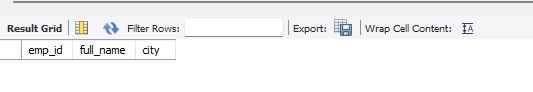 Result Grid Filter Rows: Export: Wrap Cell Content:
emp_id full_name city